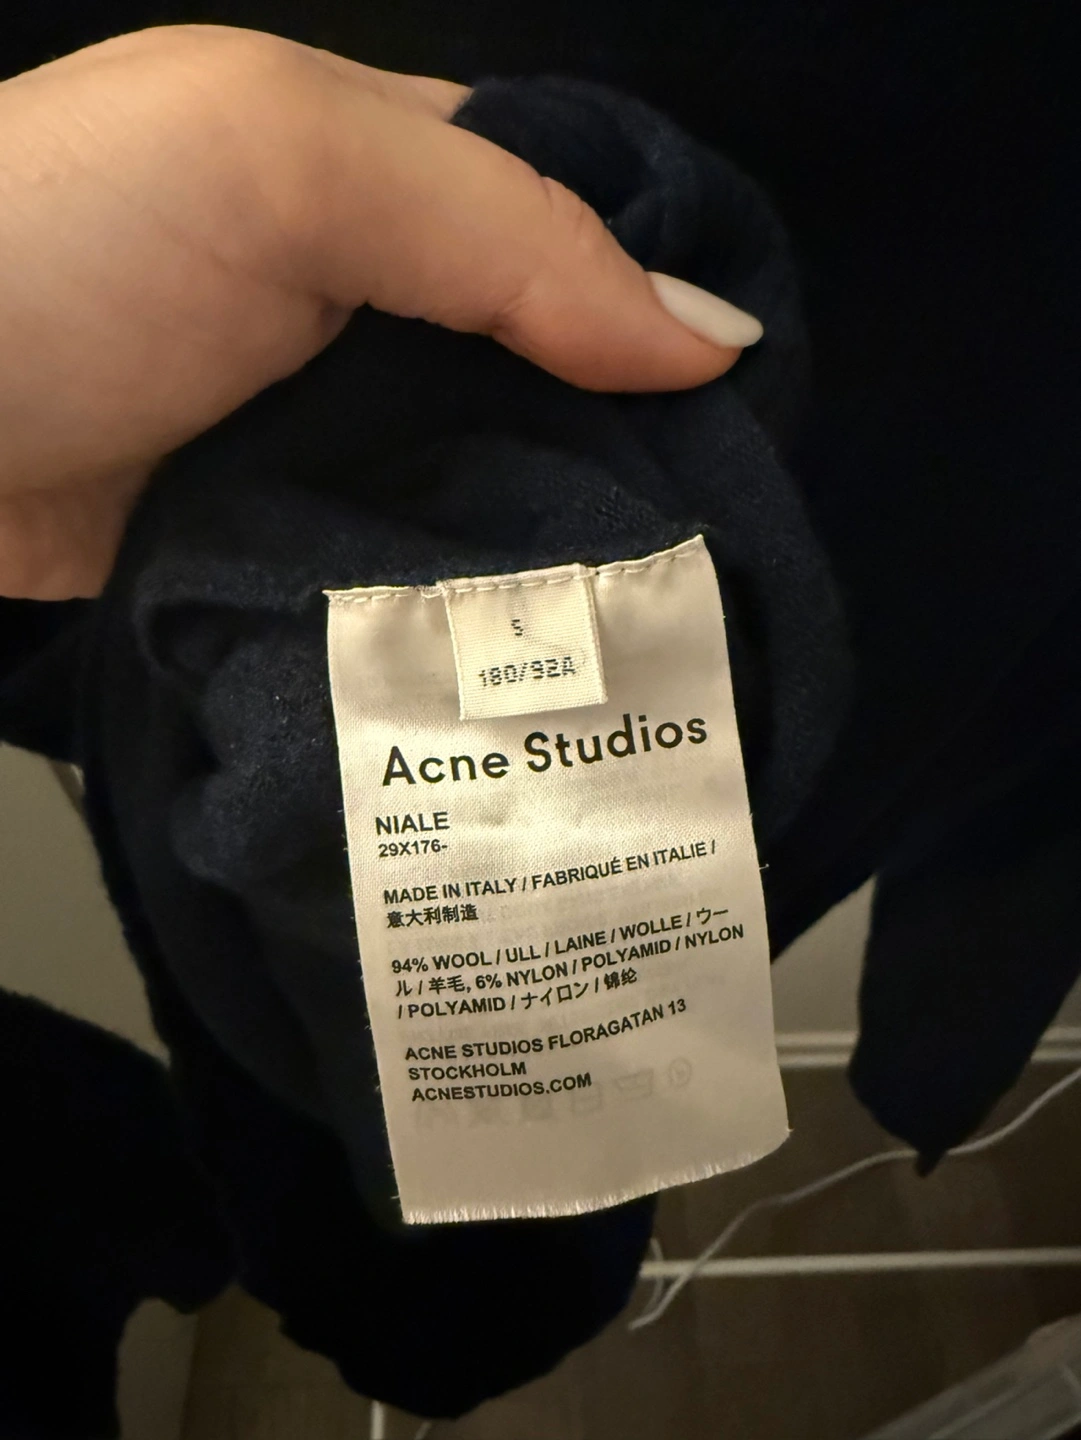 S
180/92A
Acne Studios
NIALE
29X176-
MADE IN ITALY / FABRIQUÉ EN ITALIE /
意大利制造
94% WOOL / ULL / LAINE / WOLLE / ウー
ル / 羊毛, 6% NYLON / POLYAMID / NYLON
/ POLYAMID / ナイロン / 锦纶
ACNE STUDIOS FLORAGATAN 13
STOCKHOLM
ACNESTUDIOS.COM